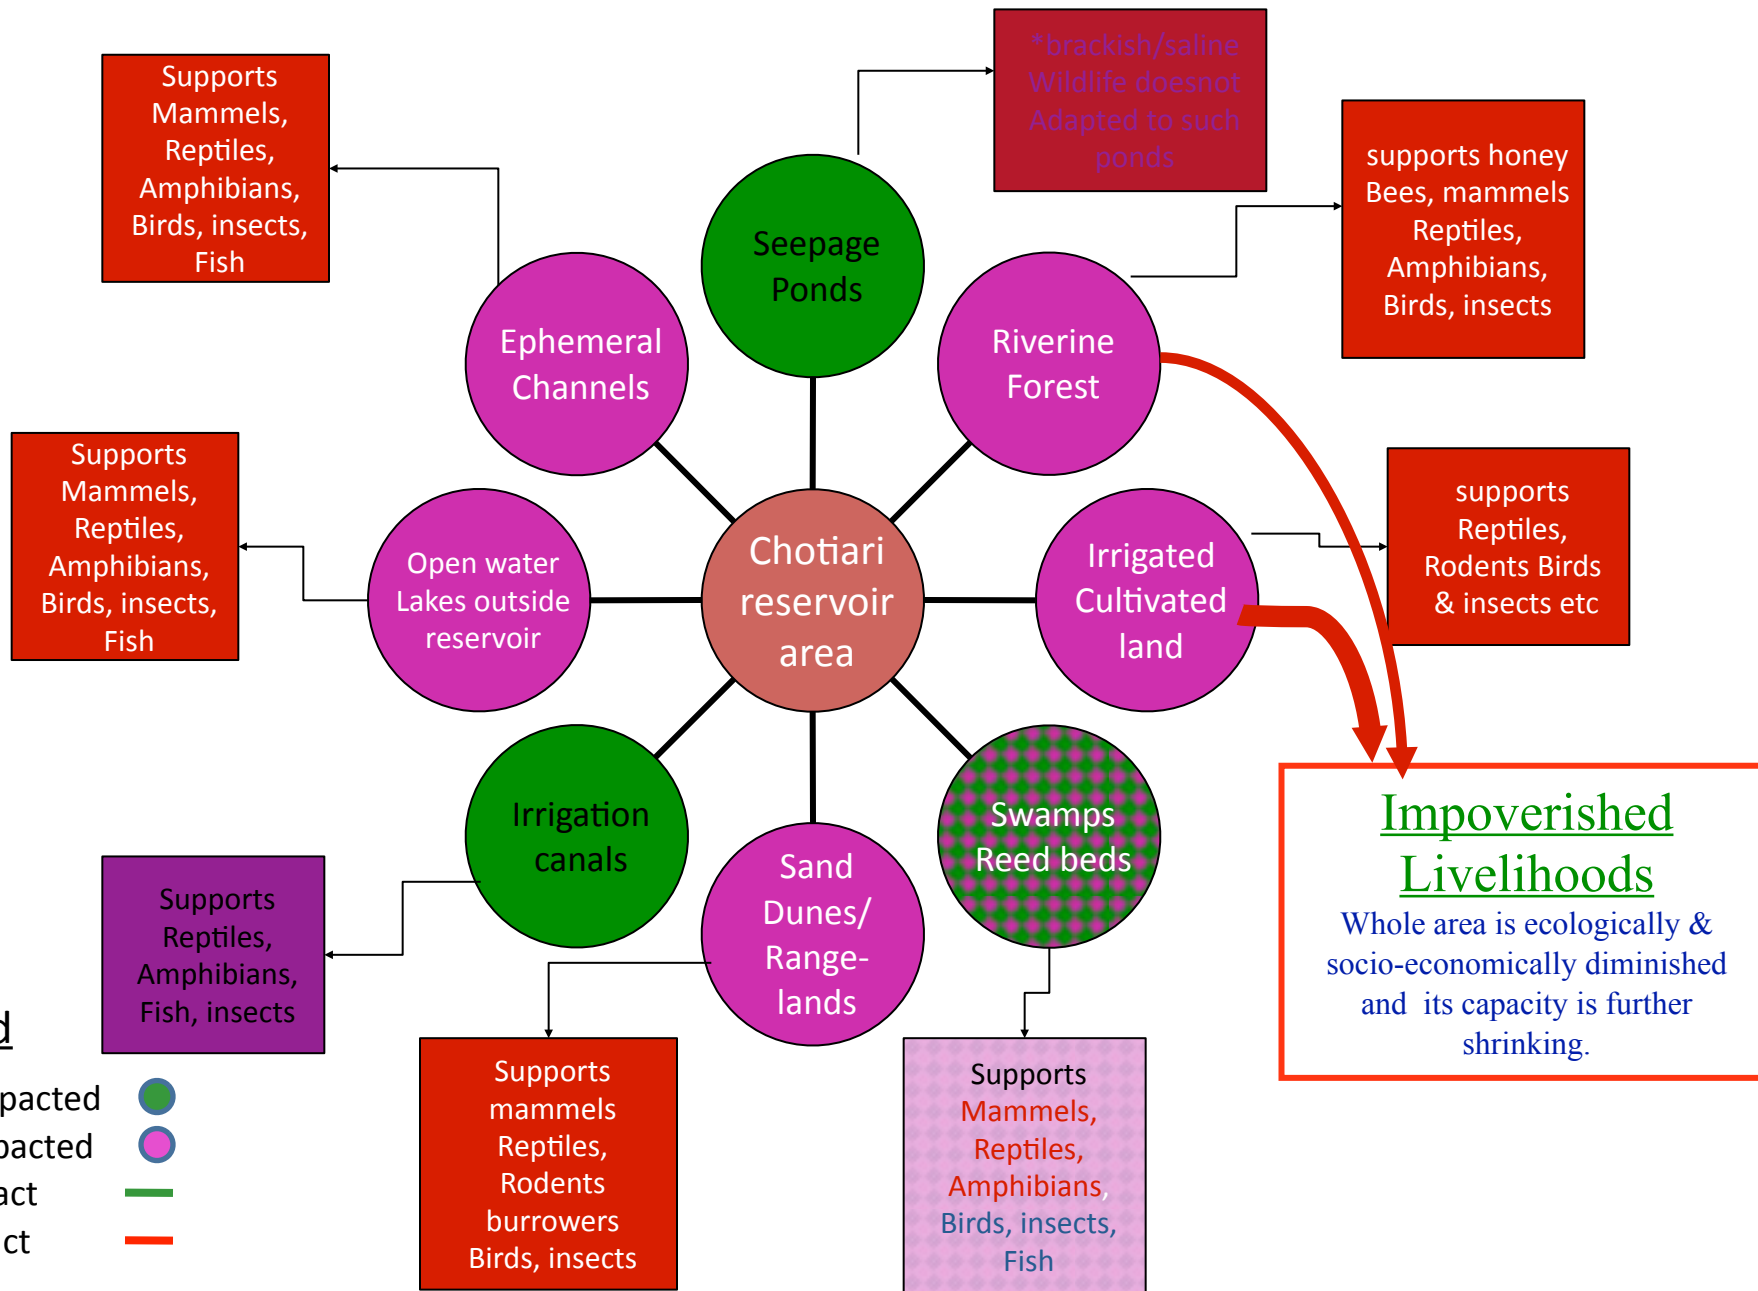 *brackish/saline
Wildlife doesnot
Adapted to such
ponds
Supports
Mammels,
Reptiles,
Amphibians,
Birds, insects,
Fish
supports honey
Bees, mammels
Reptiles,
Amphibians,
Birds, insects
Seepage
Ponds
Ephemeral
Channels
Riverine
Forest
Supports
Mammels,
Reptiles,
Amphibians,
Birds, insects,
Fish
Open water
Lakes outside
reservoir
Chotiari
reservoir
area
Irrigated
Cultivated
land
supports
Reptiles,
Rodents Birds
& insects etc
Irrigation
canals
Sand
Dunes/
Range-
lands
Swamps
Reed beds
Impoverished
Livelihoods
Whole area is ecologically &
socio-economically diminished
and its capacity is further
shrinking.
Supports
Reptiles,
Amphibians,
Fish, insects
Supports
mammels
Reptiles,
Rodents
burrowers
Birds, insects
Supports
Mammels,
Reptiles,
Amphibians,
Birds, insects,
Fish
d
pacted
pacted
act
ct